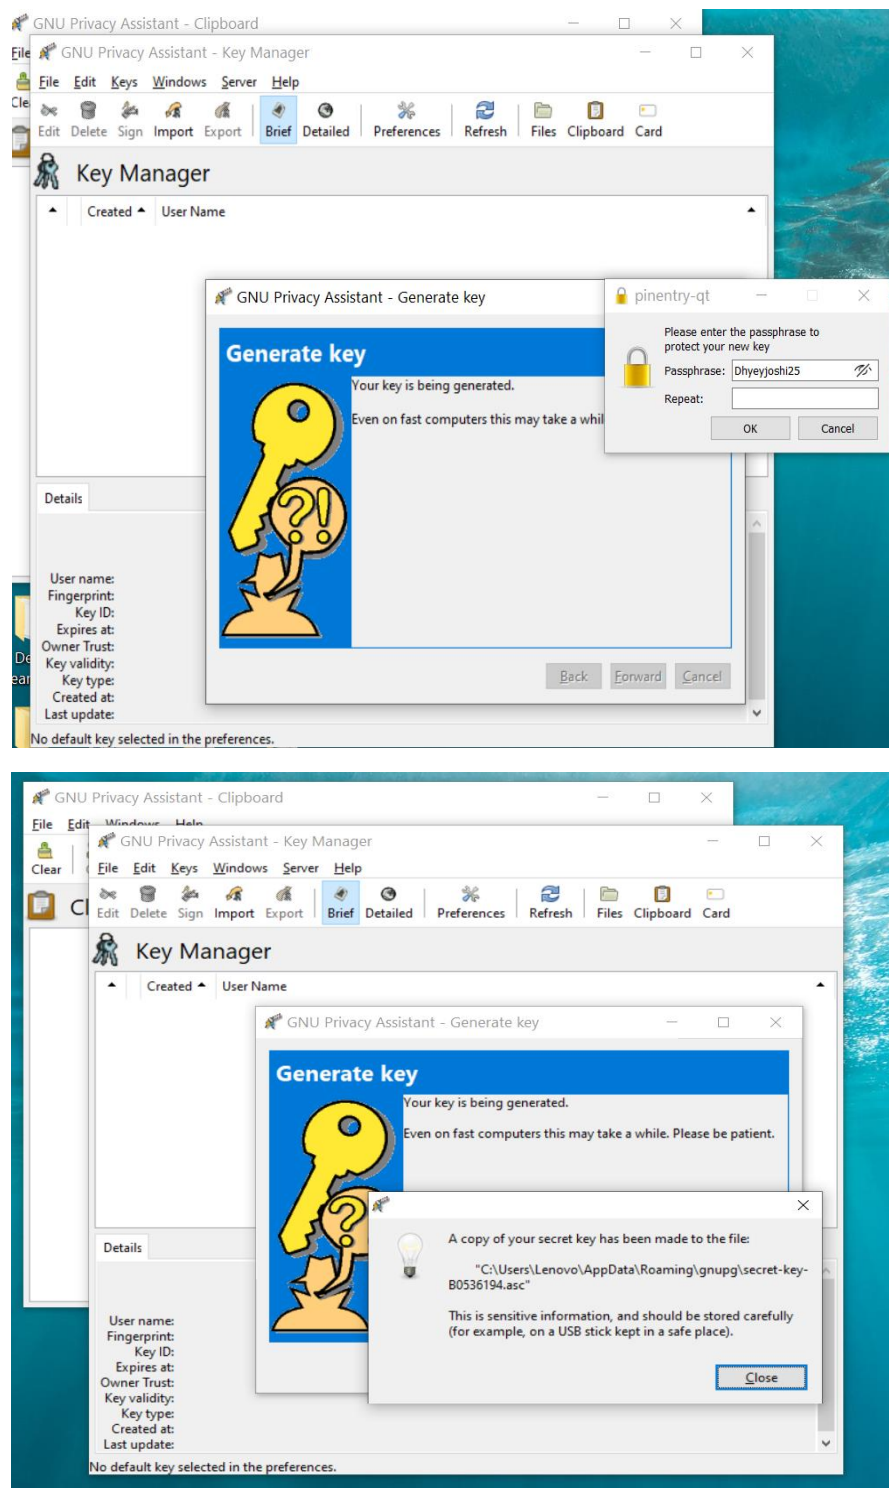 GNU Privacy Assistant - Clipboard
File
GNU Privacy Assistant - Key Manager
File Edit Keys Windows Server Help
Cle
Edit Delete Sign Import Export Brief Detailed Preferences Refresh Files Clipboard Card
Key Manager
Created User Name
GNU Privacy Assistant - Generate key
pinentry-qt
Please enter the passphrase to
protect your new key
Passphrase: Dhyeyjoshi25
Repeat:
OK Cancel
Generate key
Your key is being generated.
Even on fast computers this may take a whil
Details
User name:
Fingerprint:
Key ID:
Expires at:
Owner Trust:
Key validity:
Key type:
Created at:
Last update:
De
ear
Back Forward Cancel
No default key selected in the preferences.
GNU Privacy Assistant - Clipboard
File Edit Windows Help
Clear
Cl
GNU Privacy Assistant - Key Manager
File Edit Keys Windows Server Help
Edit Delete Sign Import Export Brief Detailed Preferences Refresh Files Clipboard Card
Key Manager
Created User Name
GNU Privacy Assistant - Generate key
Generate key
Your key is being generated.
Even on fast computers this may take a while. Please be patient.
A copy of your secret key has been made to the file:
"C:\Users\Lenovo\AppData\Roaming\gnupg\secret-key-
B0536194.asc"
This is sensitive information, and should be stored carefully
(for example, on a USB stick kept in a safe place).
Close
Details
User name:
Fingerprint:
Key ID:
Expires at:
Owner Trust:
Key validity:
Key type:
Created at:
Last update:
No default key selected in the preferences.